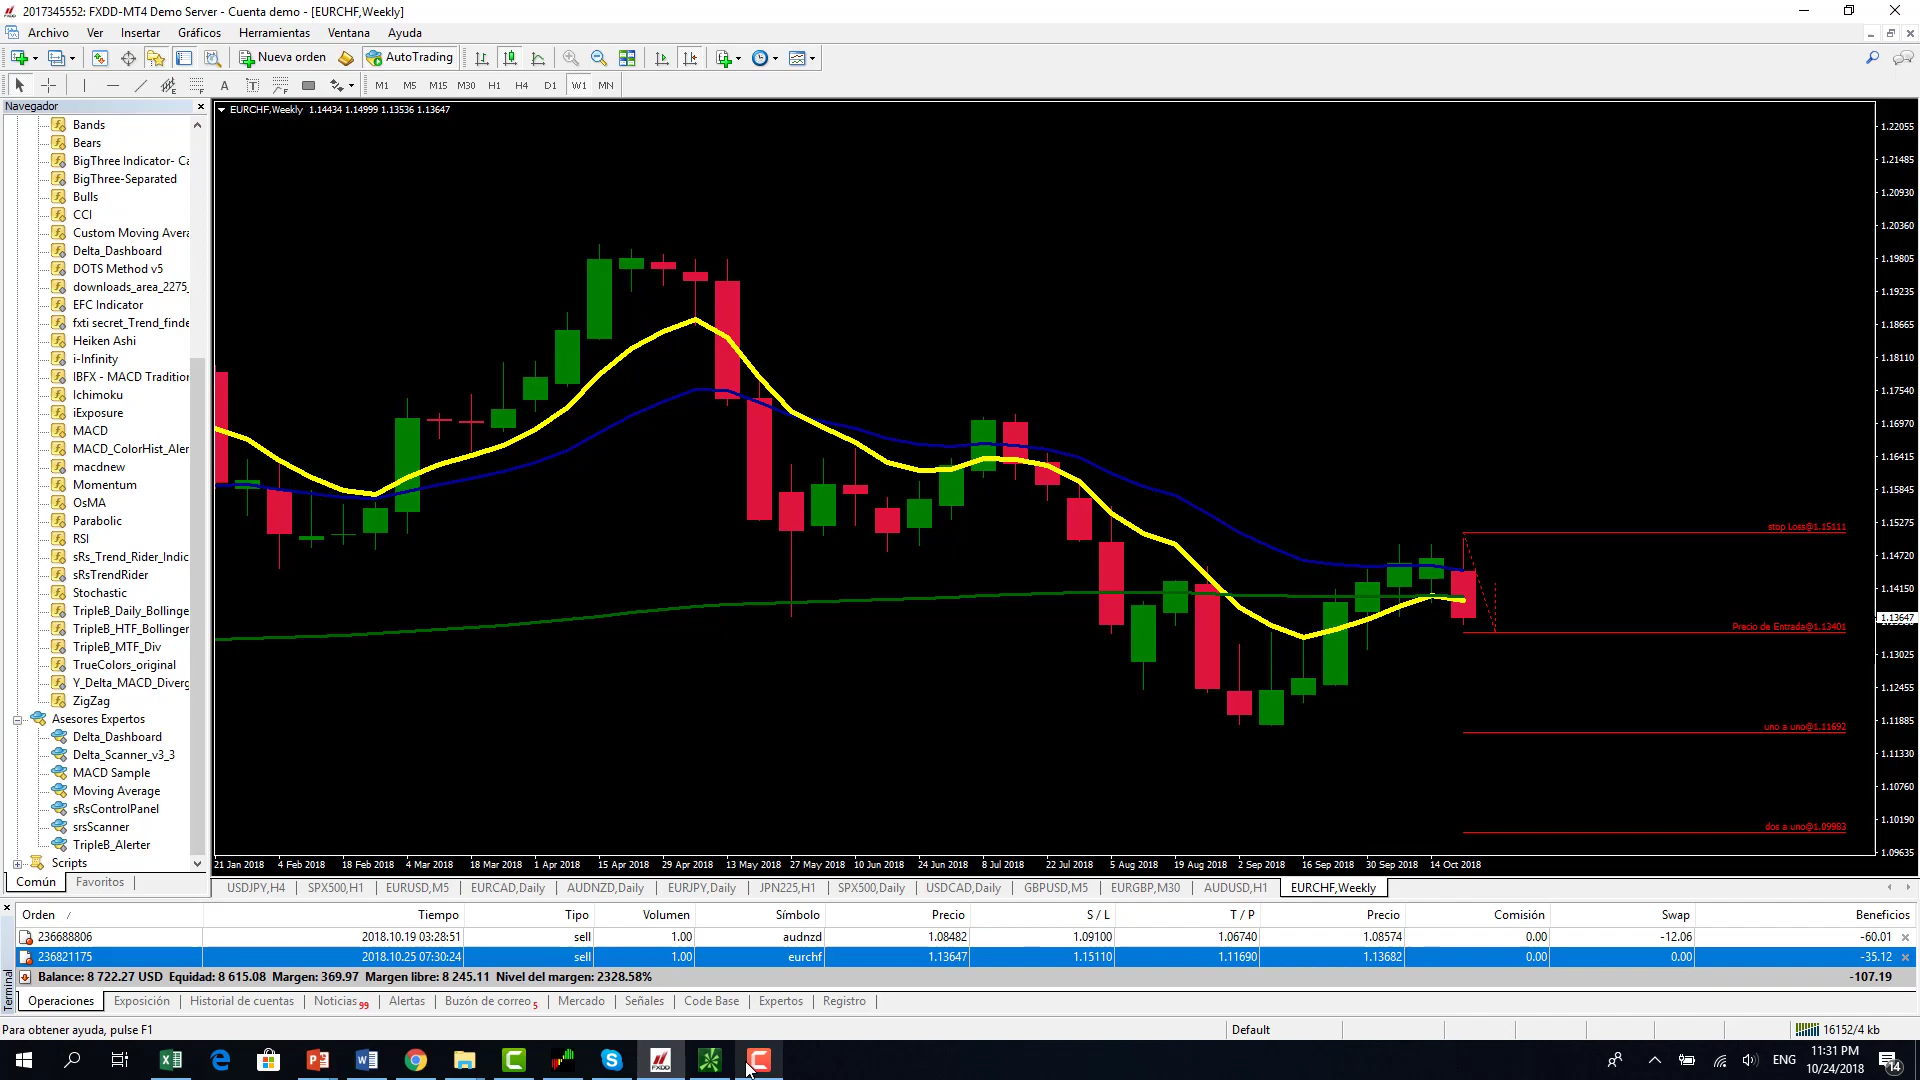 2017345552: FXDD-MT4 Demo Server - Cuenta demo - [EURCHF,Weekly]
Archivo Ver Insertar Gráficos Herramientas Ventana Ayuda
Nueva orden AutoTrading
A T M1 M5 M15 M30 H1 H4 D1 W1 MN
Navegador
Bands
Bears
BigThree Indicator- Ca
BigThree-Separated
Bulls
CCI
Custom Moving Avera
Delta_Dashboard
DOTS Method v5
downloads_area_2275_
EFC Indicator
fxti secret_Trend_finde
Heiken Ashi
i-Infinity
IBFX - MACD Tradition
Ichimoku
iExposure
MACD
MACD_ColorHist_Aler
macdnew
Momentum
OsMA
Parabolic
RSI
sRs_Trend_Rider_Indic
sRsTrendRider
Stochastic
TripleB_Daily_Bollinge
TripleB_HTF_Bollinger
TripleB_MTF_Div
TrueColors_original
Y_Delta_MACD_Diverg
ZigZag
Asesores Expertos
Delta_Dashboard
Delta_Scanner_v3_3
MACD Sample
Moving Average
sRsControlPanel
srsScanner
TripleB_Alerter
Scripts
Común Favoritos
EURCHF,Weekly 1.14434 1.14999 1.13536 1.13647
stop Loss@1.15111
Precio de Entrada@1.13401
uno a uno@1.11692
dos a uno@1.09983
1.22055
1.21485
1.20930
1.20360
1.19805
1.19235
1.18665
1.18110
1.17540
1.16970
1.16415
1.15845
1.15275
1.14720
1.14150
1.13647
1.13025
1.12455
1.11885
1.11330
1.10760
1.10190
1.09635
21 Jan 2018 4 Feb 2018 18 Feb 2018 4 Mar 2018 18 Mar 2018 1 Apr 2018 15 Apr 2018 29 Apr 2018 13 May 2018 27 May 2018 10 Jun 2018 24 Jun 2018 8 Jul 2018 22 Jul 2018 5 Aug 2018 19 Aug 2018 2 Sep 2018 16 Sep 2018 30 Sep 2018 14 Oct 2018
USDJPY,H4 SPX500,H1 EURUSD,M5 EURCAD,Daily AUDNZD,Daily EURJPY,Daily JPN225,H1 SPX500,Daily USDCAD,Daily GBPUSD,M5 EURGBP,M30 AUDUSD,H1 EURCHF,Weekly
Orden / Tiempo Tipo Volumen Símbolo Precio S / L T / P Precio Comisión Swap Beneficios
236688806 2018.10.19 03:28:51 sell 1.00 audnzd 1.08482 1.09100 1.06740 1.08574 0.00 -12.06 -60.01
236821175 2018.10.25 07:30:24 sell 1.00 eurchf 1.13647 1.15110 1.11690 1.13682 0.00 0.00 -35.12
Balance: 8 722.27 USD Equidad: 8 615.08 Margen: 369.97 Margen libre: 8 245.11 Nivel del margen: 2328.58% -107.19
Terminal
Operaciones Exposición Historial de cuentas Noticias 99 Alertas Buzón de correo 5 Mercado Señales Code Base Expertos Registro
Para obtener ayuda, pulse F1 Default 16152/4 kb
FXDD
ENG
11:31 PM
10/24/2018
14